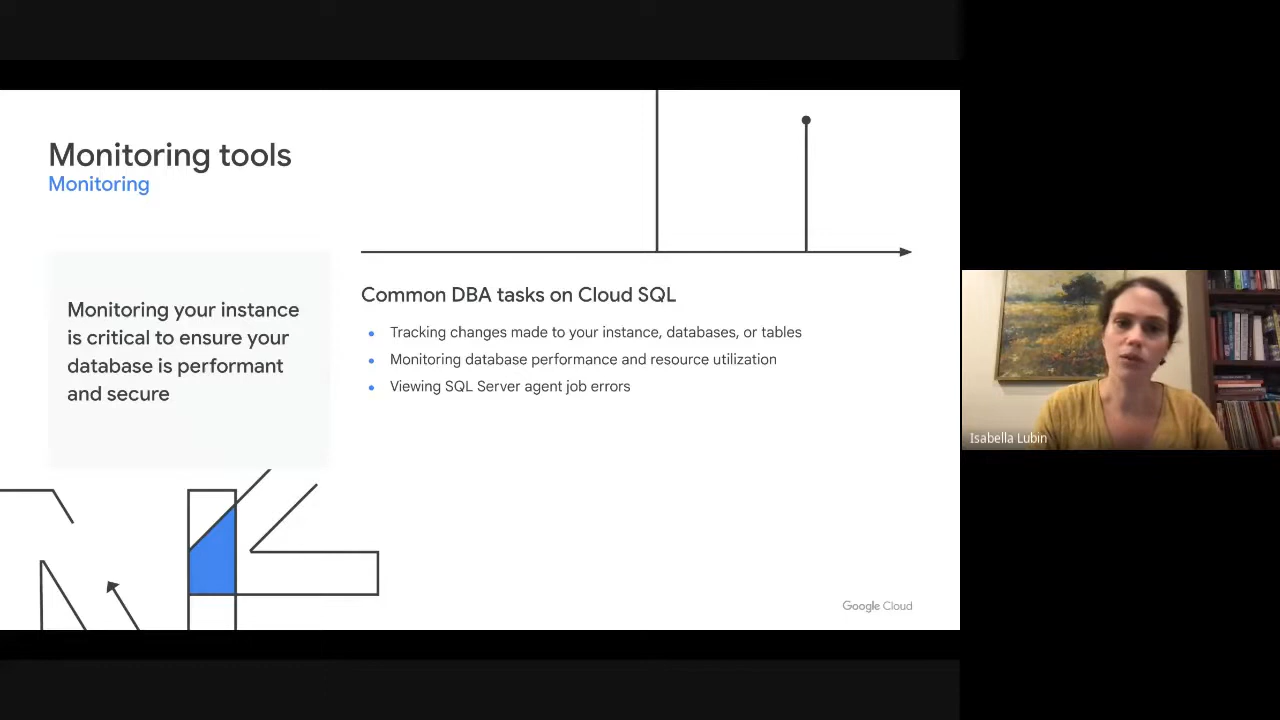 Monitoring tools
Monitoring
Monitoring your instance
is critical to ensure your
database is performant
and secure
Common DBA tasks on Cloud SQL
Tracking changes made to your instance, databases, or tables
Monitoring database performance and resource utilization
Viewing SQL Server agent job errors
Google Cloud
Isabella Lubin